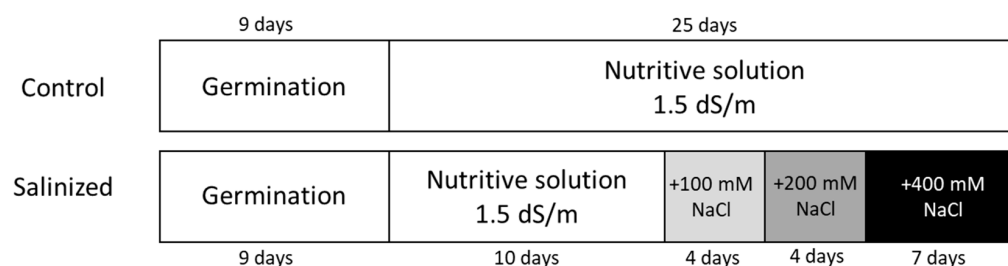 9 days
25 days
Control
Germination
Nutritive solution
1.5 dS/m
Salinized
Germination
Nutritive solution
1.5 dS/m
+100 mM
NaCl
+200 mM
NaCl
+400 mM
NaCl
9 days
10 days
4 days
4 days
7 days